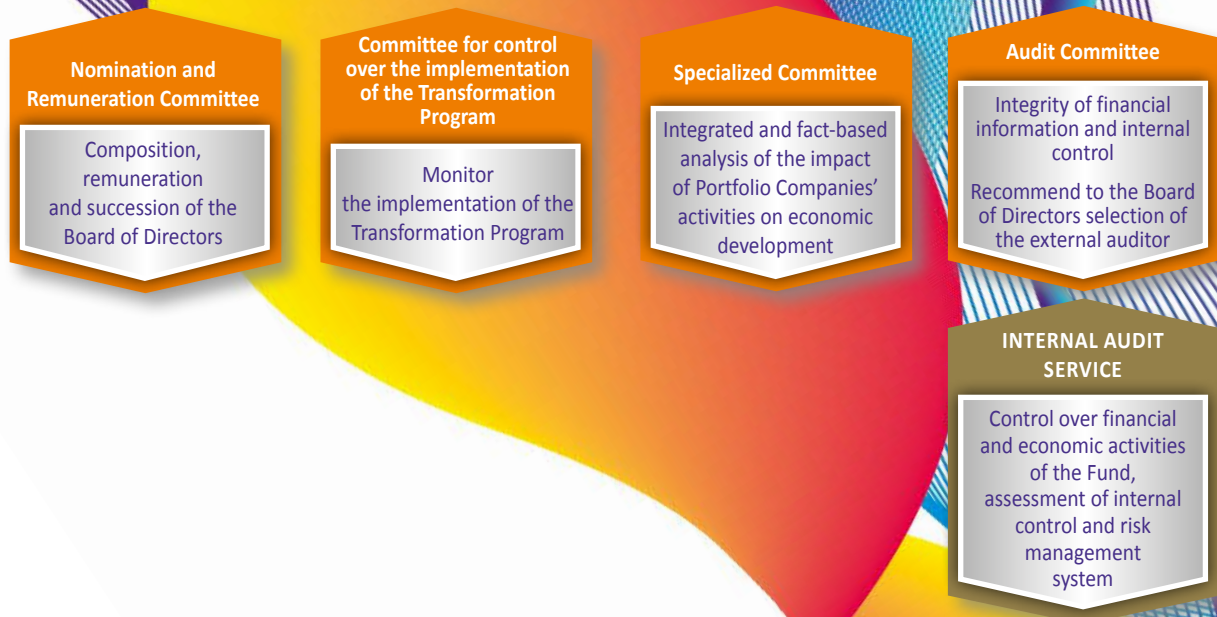 Nomination and
Remuneration Committee
Composition,
remuneration
and succession of the
Board of Directors
Committee for control
over the implementation
of the Transformation
Program
Monitor
the implementation of the
Transformation Program
Specialized Committee
Integrated and fact-based
analysis of the impact
of Portfolio Companies’
activities on economic
development
Audit Committee
Integrity of financial
information and internal
control
Recommend to the Board
of Directors selection of
the external auditor
INTERNAL AUDIT
SERVICE
Control over financial
and economic activities
of the Fund,
assessment of internal
control and risk
management
system